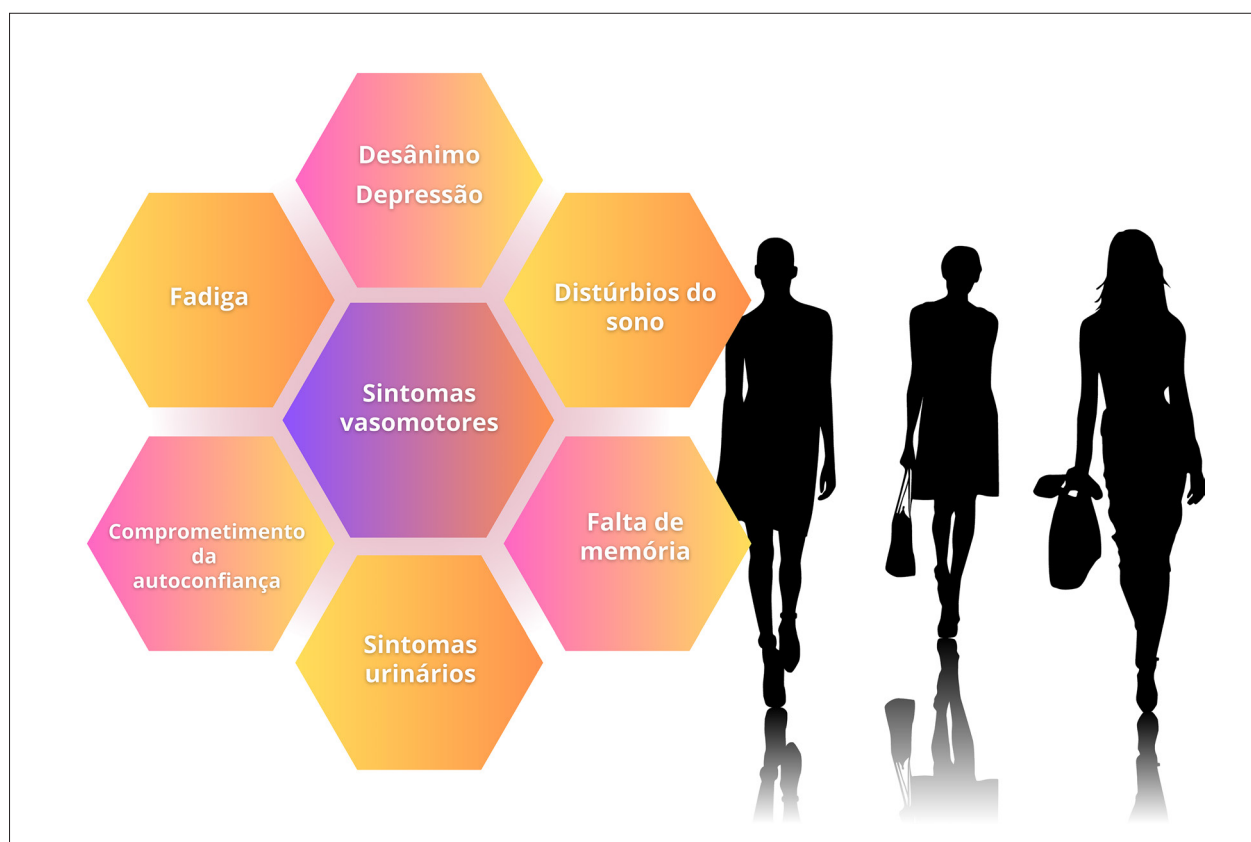 Desânimo
Depressão
Fadiga
Distúrbios do
sono
Sintomas
vasomotores
Comprometimento
da
autoconfiança
Falta de
memória
Sintomas
urinários